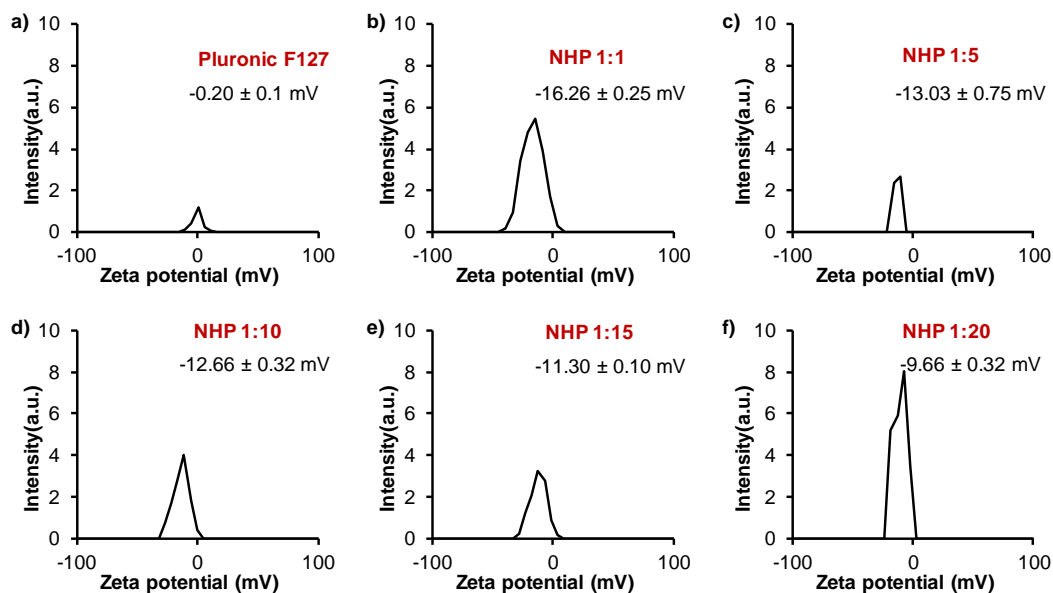 a)
10
8
6
4
2
0
Intensity(a.u.)
Pluronic F127
-0.20 ± 0.1 mV
-100
0
100
Zeta potential (mV)
b)
10
8
6
4
2
0
Intensity(a.u.)
NHP 1:1
-16.26 ± 0.25 mV
-100
0
100
Zeta potential (mV)
c)
10
8
6
4
2
0
Intensity(a.u.)
NHP 1:5
-13.03 ± 0.75 mV
-100
0
100
Zeta potential (mV)
d)
10
8
6
4
2
0
Intensity(a.u.)
NHP 1:10
-12.66 ± 0.32 mV
-100
0
100
Zeta potential (mV)
e)
10
8
6
4
2
0
Intensity(a.u.)
NHP 1:15
-11.30 ± 0.10 mV
-100
0
100
Zeta potential (mV)
f)
10
8
6
4
2
0
Intensity(a.u.)
NHP 1:20
-9.66 ± 0.32 mV
-100
0
100
Zeta potential (mV)